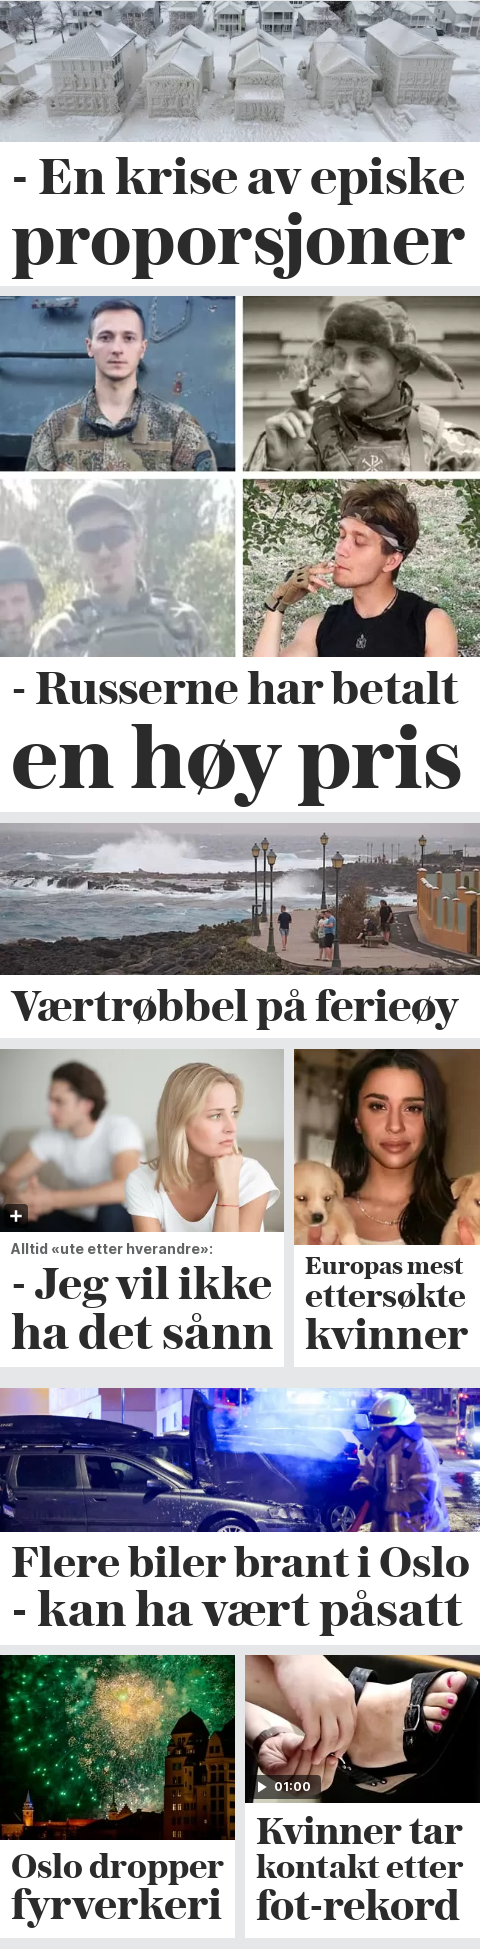 - En krise av episke
proporsjoner
- Russerne har betalt
en høy pris
Værtrøbbel på ferieøy
Alltid «ute etter hverandre»:
- Jeg vil ikke
ha det sånn
Europas mest
ettersøkte
kvinner
Flere biler brant i Oslo
- kan ha vært påsatt
Oslo dropper
fyrverkeri
01:00
Kvinner tar
kontakt etter
fot-rekord